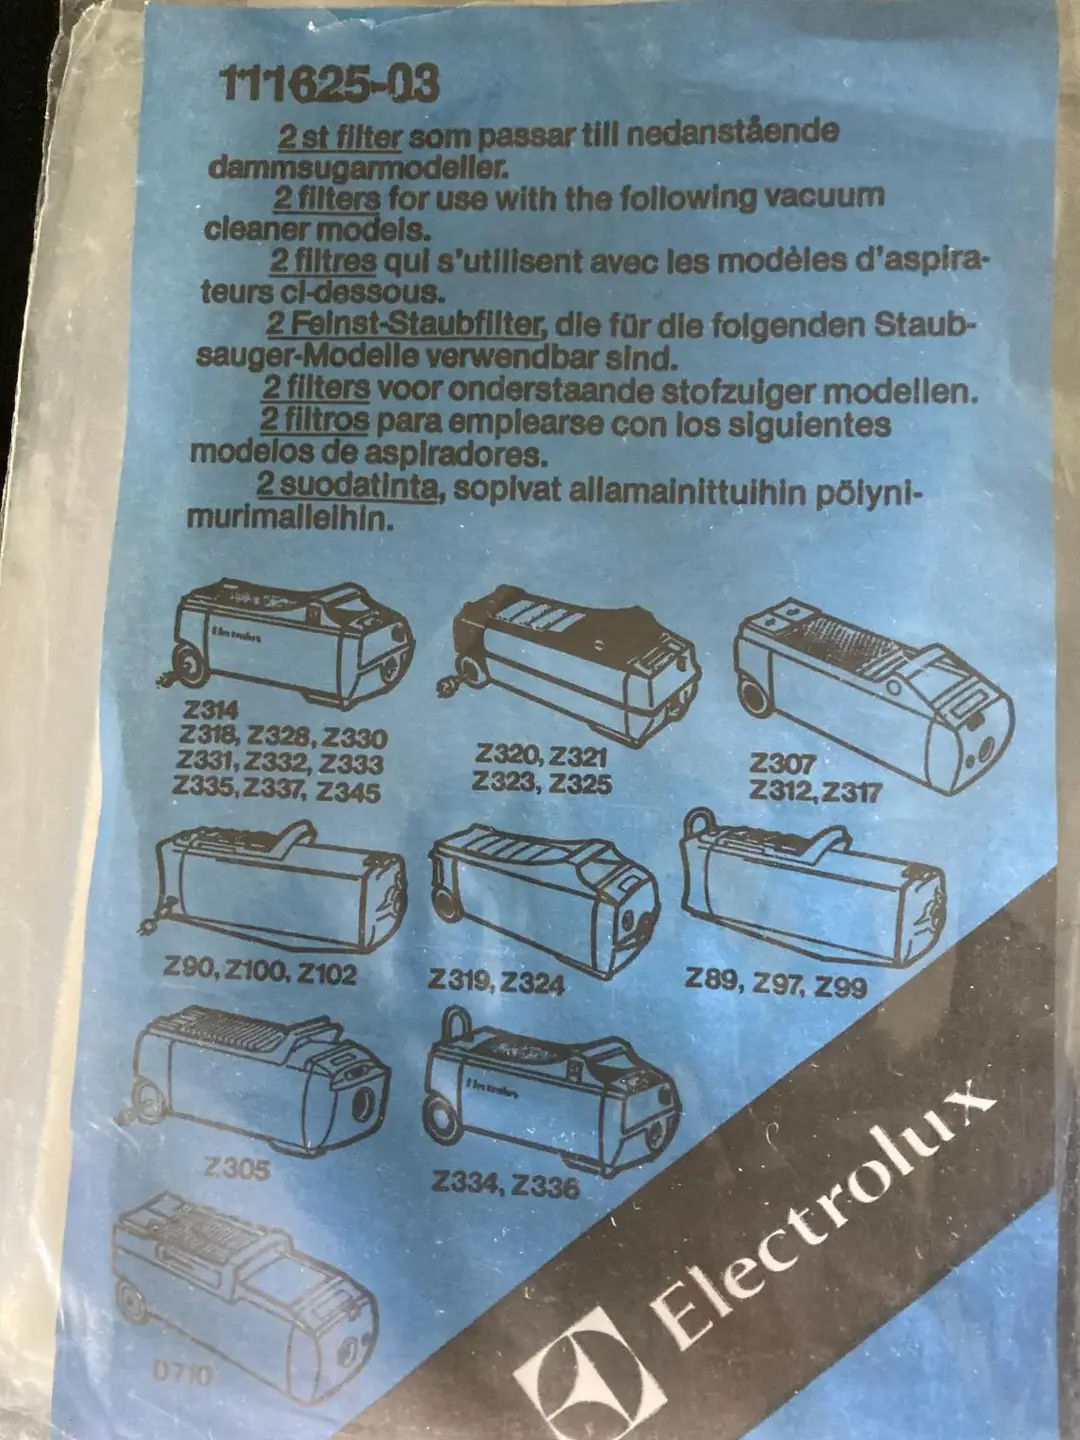 111625-03
2 st filter som passar till nedanstående
dammsugarmodeller.
2 filters for use with the following vacuum
cleaner models.
2 filtres qui s'utilisent avec les modèles d'aspira-
teurs ci-dessous.
2 Feinst-Staubfilter, die für die folgenden Staub-
sauger-Modelle verwendbar sind.
2 filters voor onderstaande stofzuiger modellen.
2 filtros para emplearse con los siguientes
modelos de aspiradores.
2 suodatinta, sopivat allamainittuihin pölyni-
murimalleihin.
Electrolux
Z314
Z318, Z328, Z330
Z331, Z332, Z333
Z335, Z337, Z345
Z320, Z321
Z323, Z325
Z307
Z312, Z317
Z90, Z100, Z102
Z319, Z324
Z89, Z97, Z99
Z305
Electrolux
Z334, Z336
D710
Electrolux